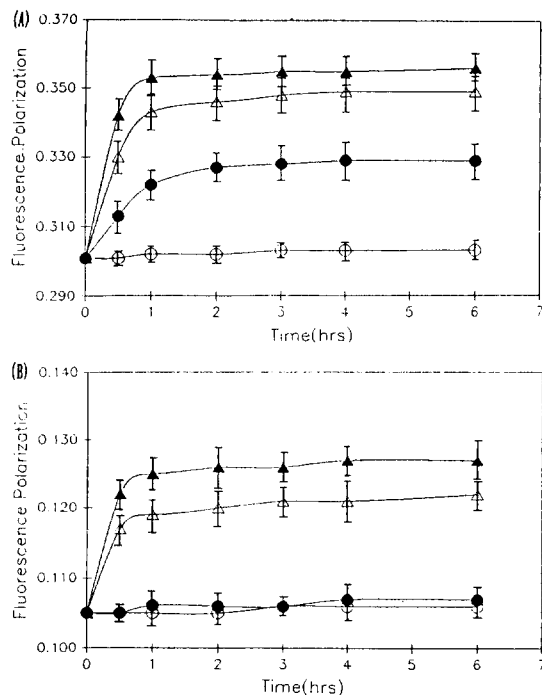 (A)
0.370
0.350
0.330
0.310
0.290
Fluorescence.Polarization
0 1 2 3 4 5 6 7
Time(hrs)
(B)
0.140
0.130
0.120
0.110
0.100
Fluorescence Polarization
0 1 2 3 4 5 6 7
Time(hrs)